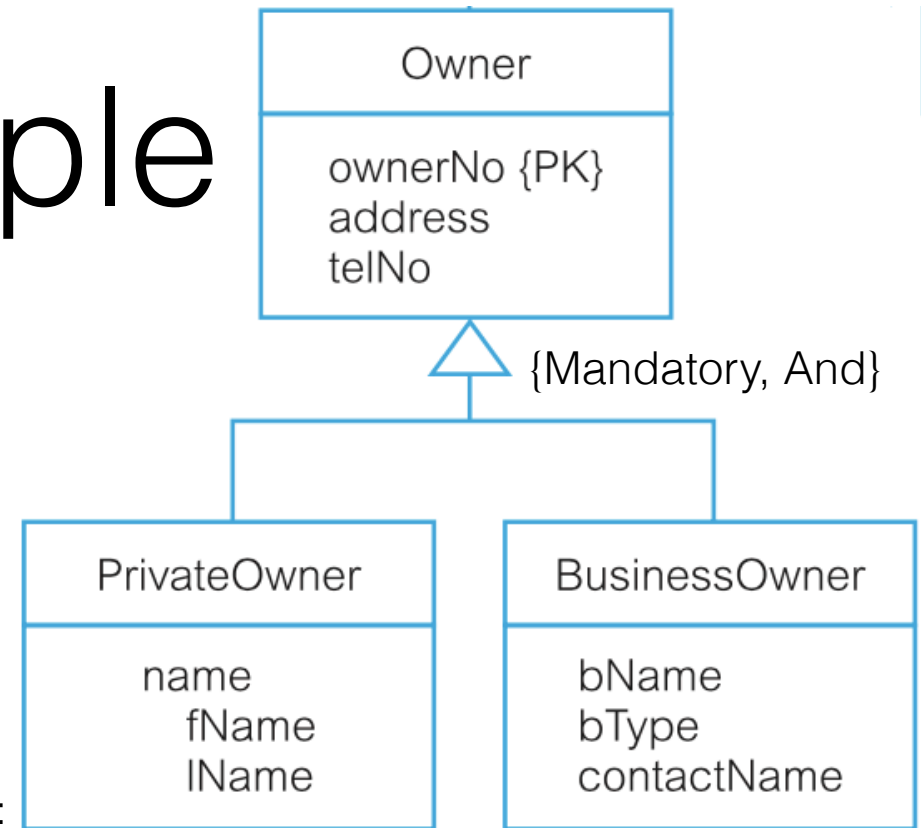 ple
Owner
ownerNo {PK}
address
telNo
{Mandatory, And}
PrivateOwner
name
fName
lName
BusinessOwner
bName
bType
contactName
: